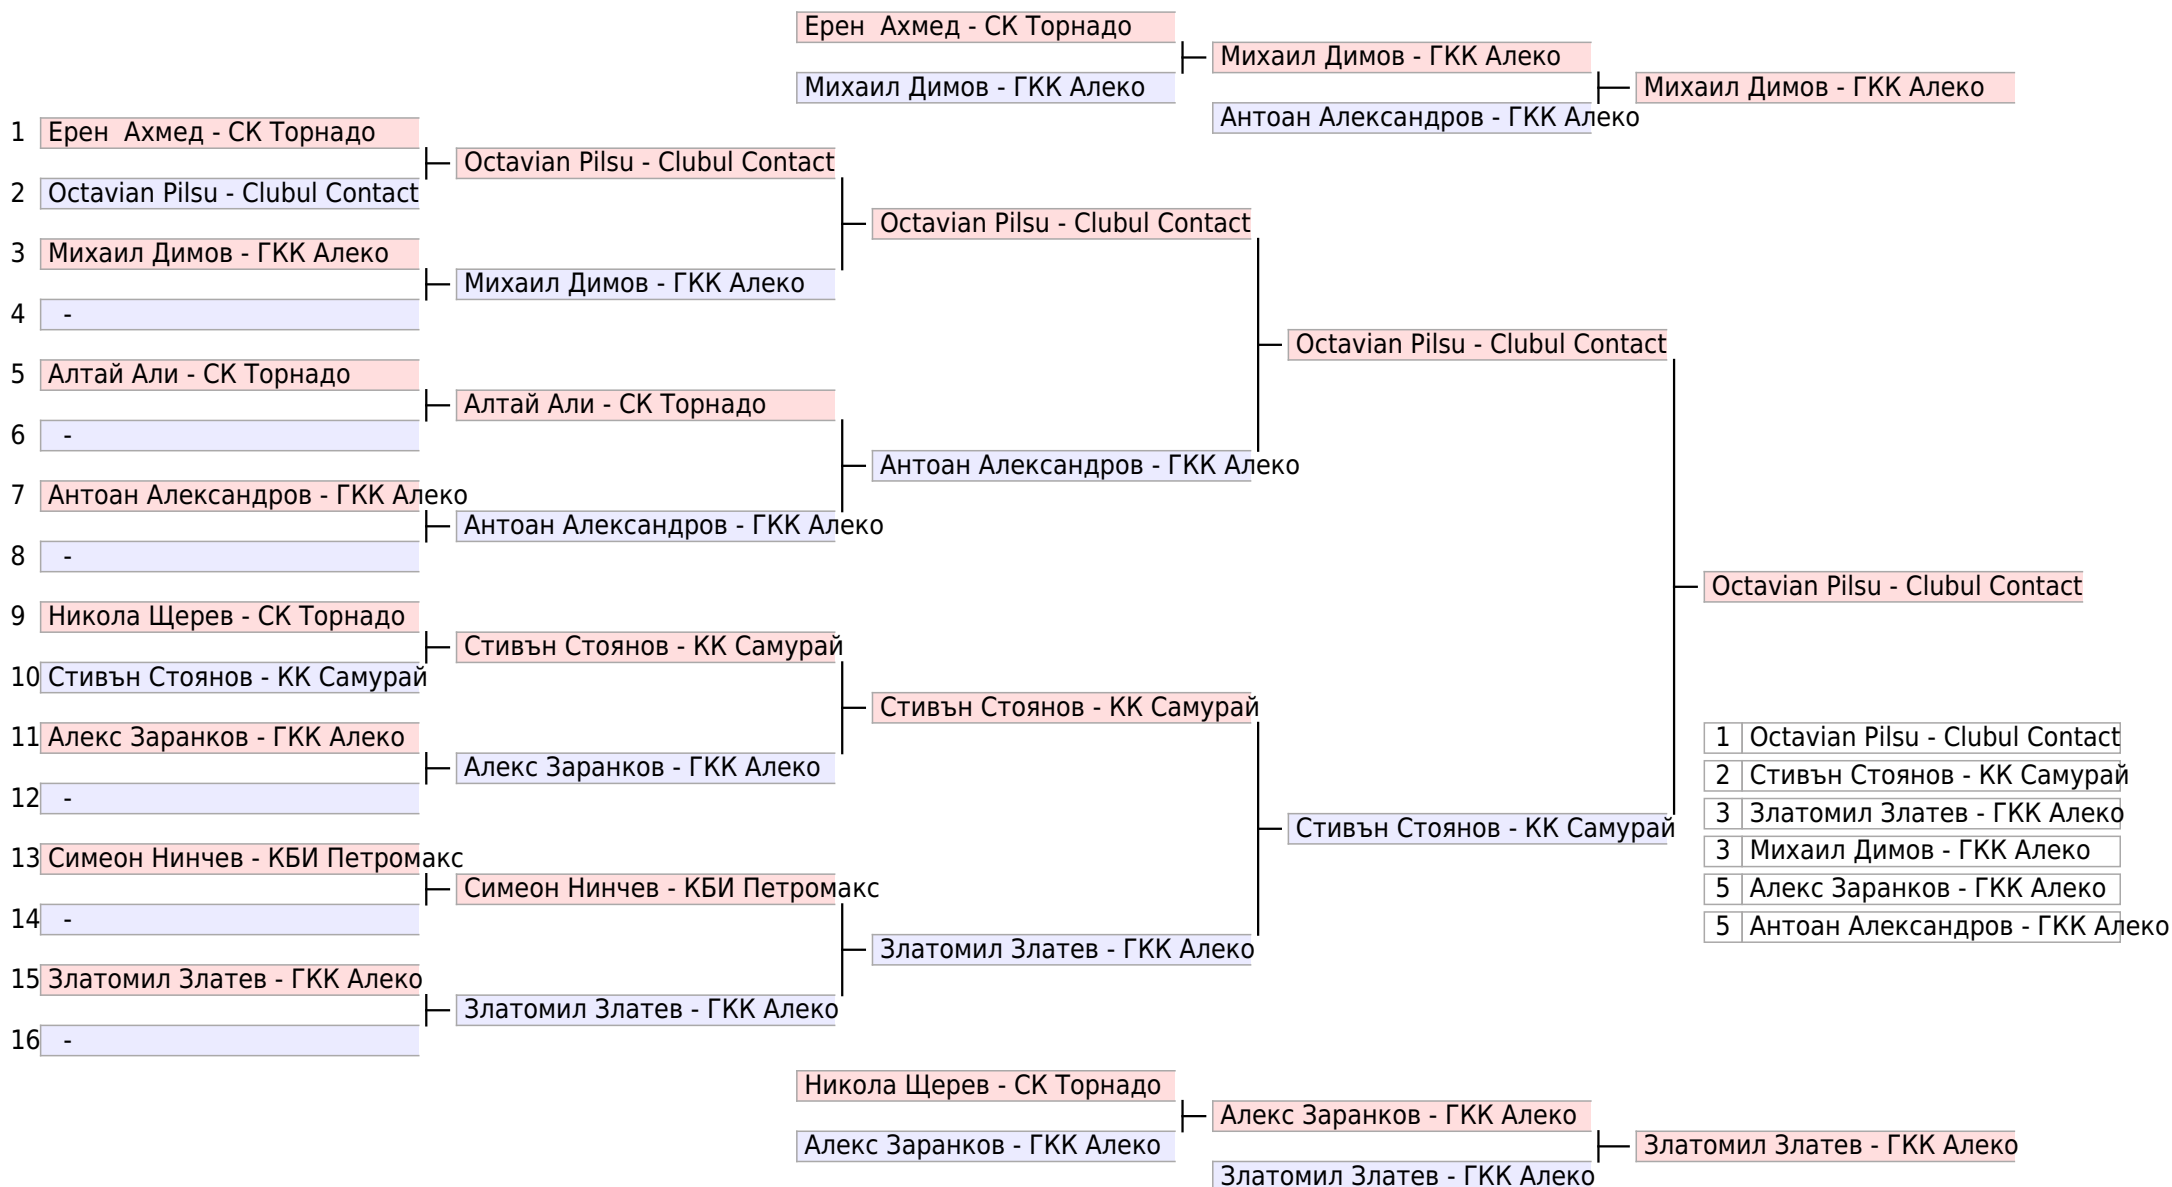 Ерен  Ахмед - СК Торнадо
Михаил Димов - ГКК Алеко
Михаил Димов - ГКК Алеко
Михаил Димов - ГКК Алеко
Антоан Александров - ГКК Алеко
1 Ерен  Ахмед - СК Торнадо
Octavian Pilsu - Clubul Contact
2 Octavian Pilsu - Clubul Contact
Octavian Pilsu - Clubul Contact
3 Михаил Димов - ГКК Алеко
Михаил Димов - ГКК Алеко
4 -
Octavian Pilsu - Clubul Contact
5 Алтай Али - СК Торнадо
Алтай Али - СК Торнадо
6 -
Антоан Александров - ГКК Алеко
7 Антоан Александров - ГКК Алеко
Антоан Александров - ГКК Алеко
8 -
Octavian Pilsu - Clubul Contact
9 Никола Щерев - СК Торнадо
Стивън Стоянов - КК Самурай
10 Стивън Стоянов - КК Самурай
Стивън Стоянов - КК Самурай
11 Алекс Заранков - ГКК Алеко
Алекс Заранков - ГКК Алеко
12 -
Стивън Стоянов - КК Самурай
13 Симеон Нинчев - КБИ Петромакс
Симеон Нинчев - КБИ Петромакс
14 -
Златомил Златев - ГКК Алеко
15 Златомил Златев - ГКК Алеко
Златомил Златев - ГКК Алеко
16 -
1 Octavian Pilsu - Clubul Contact
2 Стивън Стоянов - КК Самурай
3 Златомил Златев - ГКК Алеко
3 Михаил Димов - ГКК Алеко
5 Алекс Заранков - ГКК Алеко
5 Антоан Александров - ГКК Алеко
Никола Щерев - СК Торнадо
Алекс Заранков - ГКК Алеко
Алекс Заранков - ГКК Алеко
Златомил Златев - ГКК Алеко
Златомил Златев - ГКК Алеко